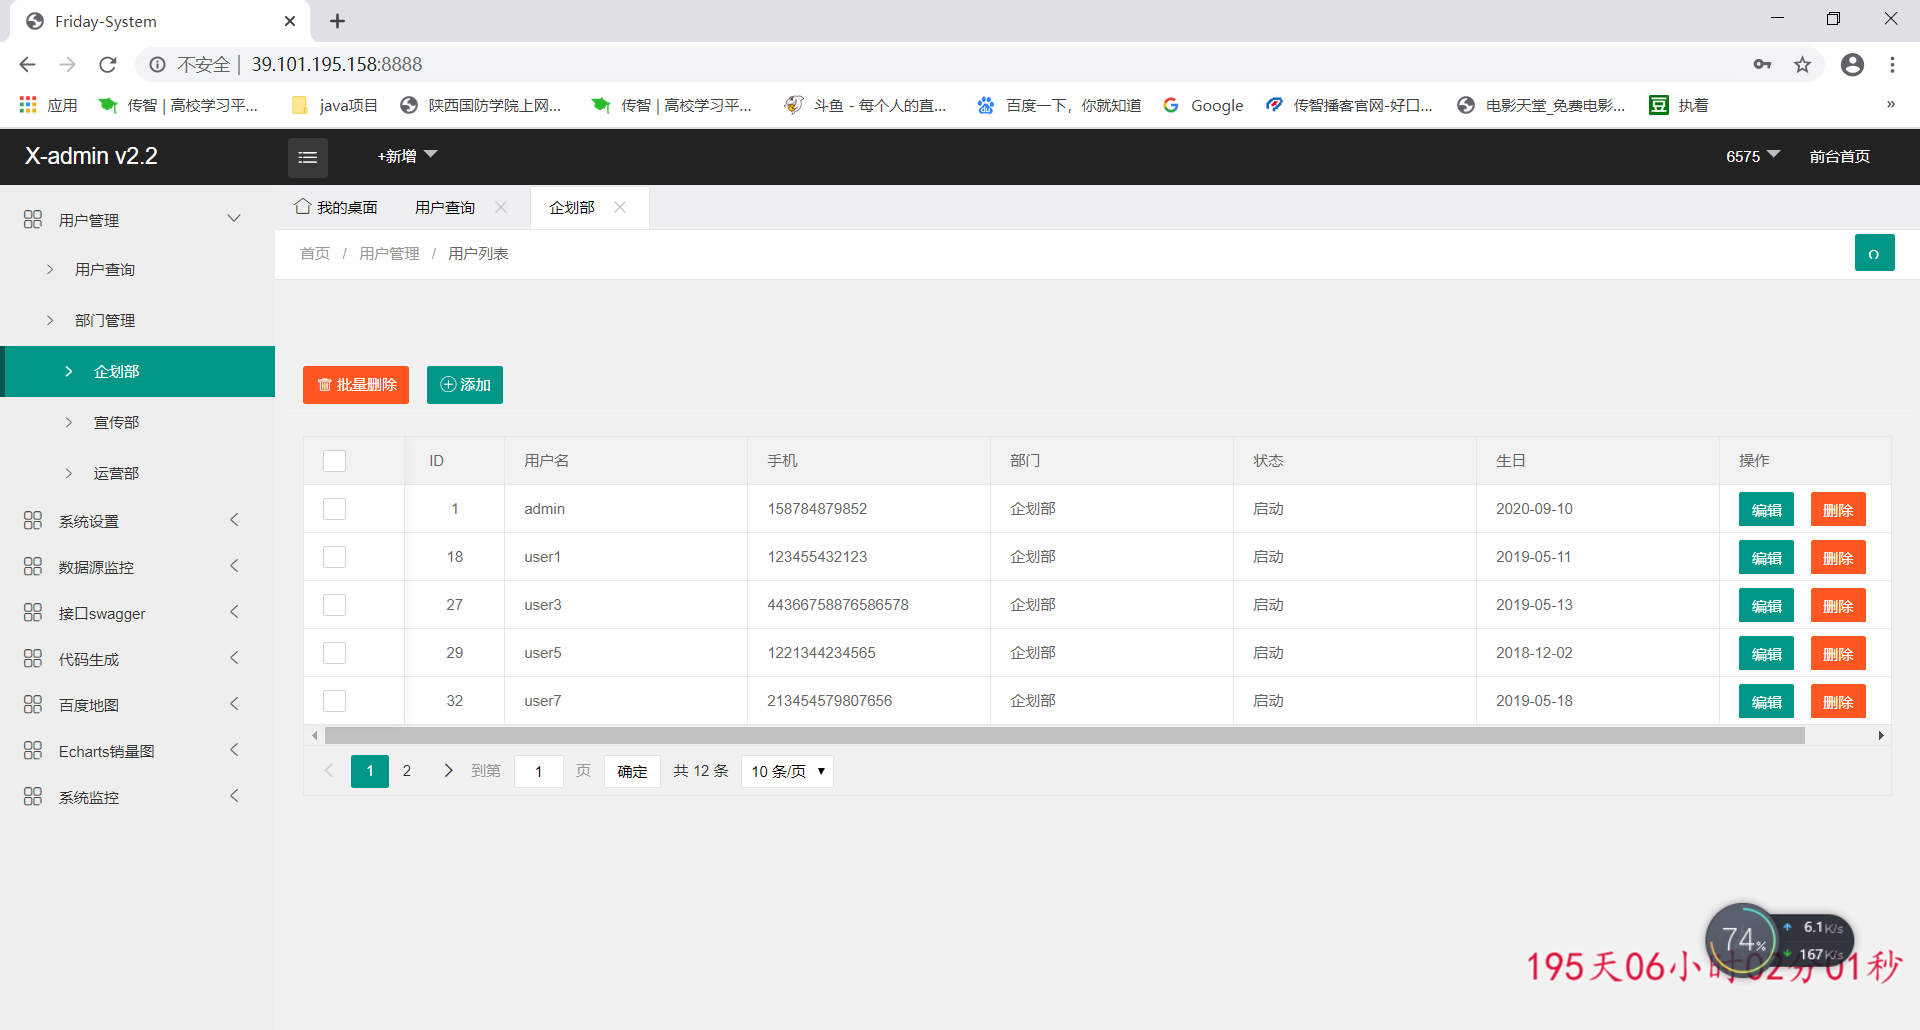 Friday-System
不安全 | 39.101.195.158:8888
应用 传智 | 高校学习平... java项目 陕西国防学院上网... 传智 | 高校学习平... 斗鱼 - 每个人的直... 百度一下，你就知道 Google 传智播客官网-好口... 电影天堂_免费电影... 豆 执着 »
X-admin v2.2 +新增 6575 前台首页
我的桌面 用户查询 企划部
首页 / 用户管理 / 用户列表
用户管理
用户查询
部门管理
企划部
宣传部
运营部
系统设置
数据源监控
接口swagger
代码生成
百度地图
Echarts销量图
系统监控
批量删除 添加
ID 用户名 手机 部门 状态 生日 操作
1 admin 158784879852 企划部 启动 2020-09-10 编辑 删除
18 user1 123455432123 企划部 启动 2019-05-11 编辑 删除
27 user3 44366758876586578 企划部 启动 2019-05-13 编辑 删除
29 user5 1221344234565 企划部 启动 2018-12-02 编辑 删除
32 user7 213454579807656 企划部 启动 2019-05-18 编辑 删除
1 2 到第 1 页 确定 共 12 条 10 条/页
74% 6.1K/s
167K/s
195天06小时02分01秒